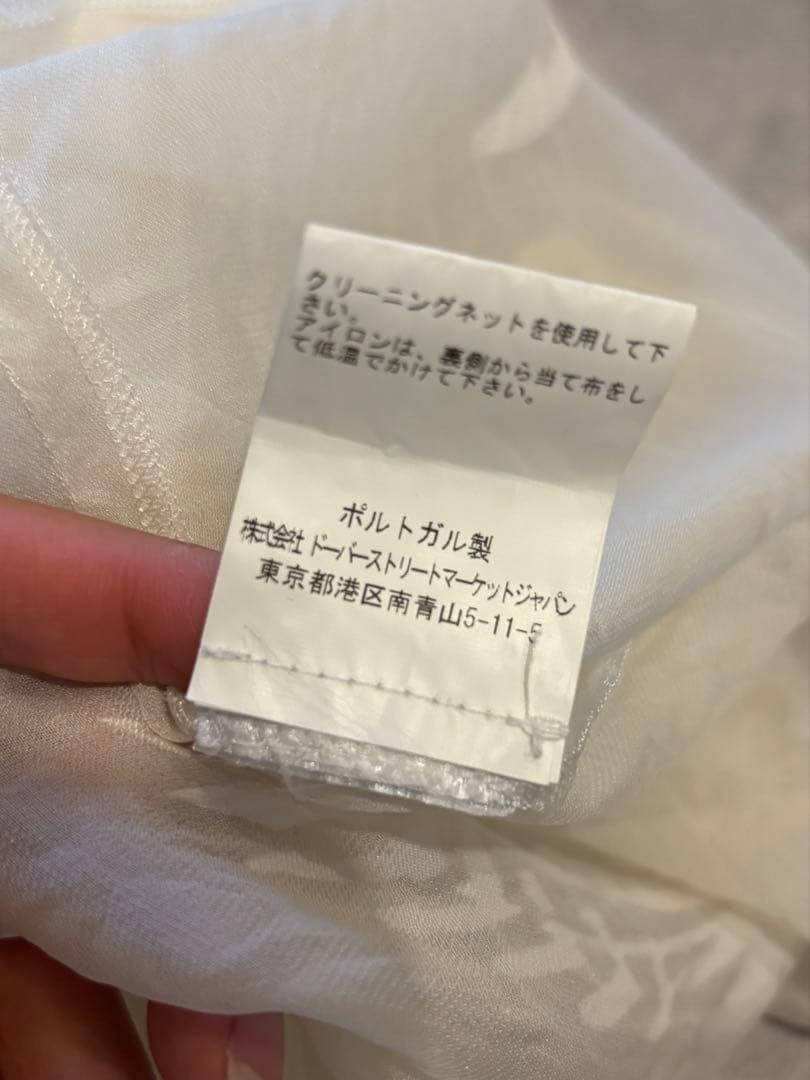 クリーニングネットを使用して下
さい。
アイロンは、裏側から当て布をし
て低温でかけて下さい。
ポルトガル製
株式会社 ドーバーストリートマーケットジャパン
東京都港区南青山5-11-5